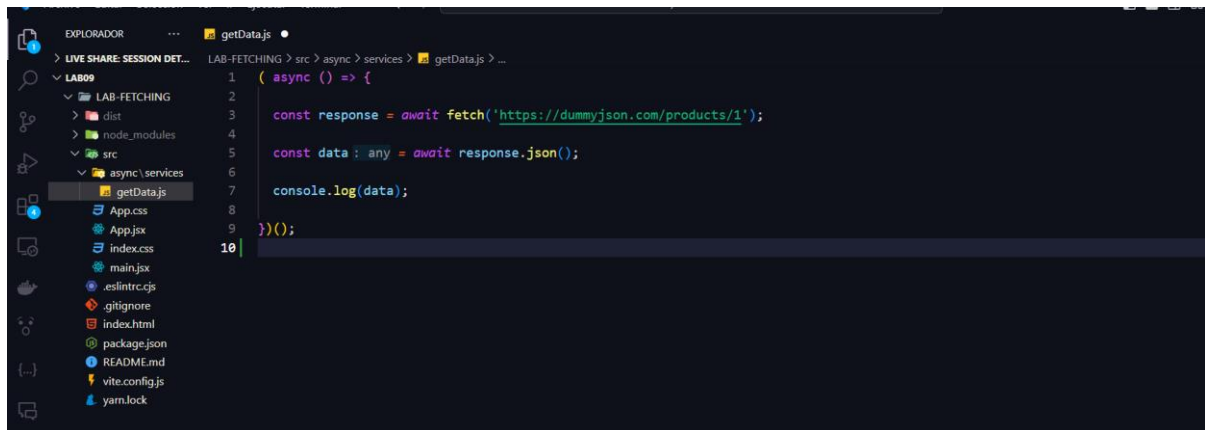 EXPLORADOR ...
LIVE SHARE: SESSION DET...
LAB09
LAB-FETCHING
dist
node_modules
src
async\services
getData.js
App.css
App.jsx
index.css
main.jsx
.eslintrc.cjs
.gitignore
index.html
package.json
README.md
vite.config.js
yarn.lock
getData.js
LAB-FETCHING > src > async > services > getData.js > ...
1 ( async () => {
2
3 const response = await fetch('https://dummyjson.com/products/1');
4
5 const data : any = await response.json();
6
7 console.log(data);
8
9 })();
10